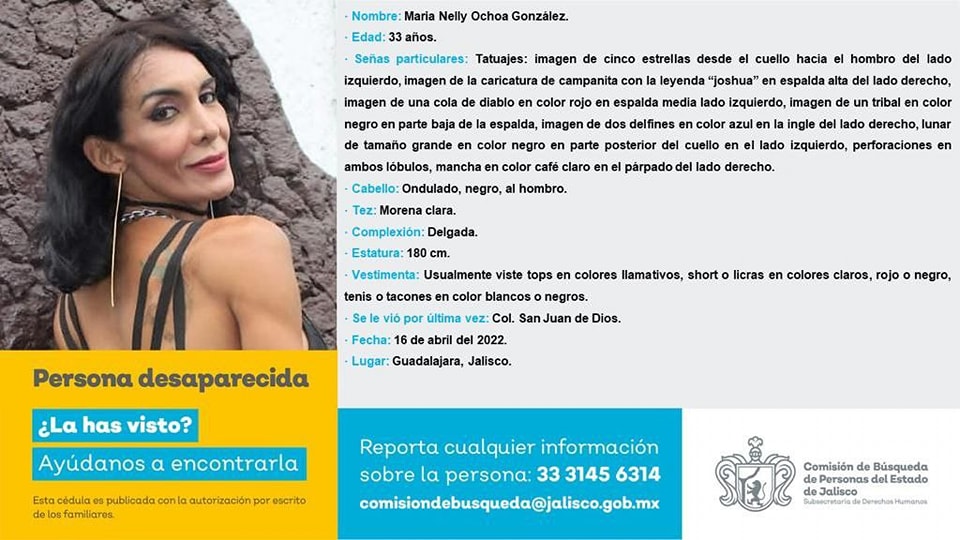 · Nombre: Maria Nelly Ochoa González.
· Edad: 33 años.
· Señas particulares: Tatuajes: imagen de cinco estrellas desde el cuello hacia el hombro del lado
izquierdo, imagen de la caricatura de campanita con la leyenda “joshua” en espalda alta del lado derecho,
imagen de una cola de diablo en color rojo en espalda media lado izquierdo, imagen de un tribal en color
negro en parte baja de la espalda, imagen de dos delfines en color azul en la ingle del lado derecho, lunar
de tamaño grande en color negro en parte posterior del cuello en el lado izquierdo, perforaciones en
ambos lóbulos, mancha en color café claro en el párpado del lado derecho.
· Cabello: Ondulado, negro, al hombro.
· Tez: Morena clara.
· Complexión: Delgada.
· Estatura: 180 cm.
· Vestimenta: Usualmente viste tops en colores llamativos, short o licras en colores claros, rojo o negro,
tenis o tacones en color blancos o negros.
· Se le vió por última vez: Col. San Juan de Dios.
· Fecha: 16 de abril del 2022.
· Lugar: Guadalajara, Jalisco.
Persona desaparecida
¿La has visto?
Ayúdanos a encontrarla
Esta cédula es publicada con la autorización por escrito
de los familiares.
Reporta cualquier información
sobre la persona: 33 3145 6314
comisiondebusqueda@jalisco.gob.mx
Comisión de Búsqueda
de Personas del Estado
de Jalisco
Subsecretaría de Derechos Humanos